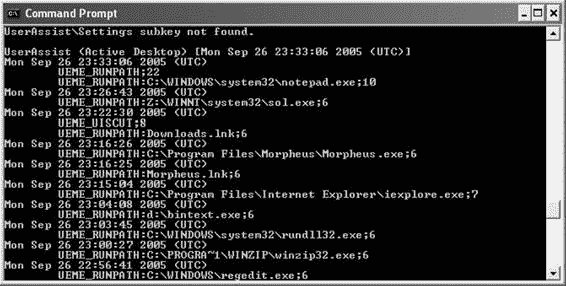 Command Prompt
UserAssist\Settings subkey not found.
UserAssist (Active Desktop) [Mon Sep 26 23:33:06 2005 (UTC)]
Mon Sep 26 23:33:06 2005 (UTC)
UEME_RUNPATH;22
UEME_RUNPATH:C:\WINDOWS\system32\notepad.exe;10
Mon Sep 26 23:26:43 2005 (UTC)
UEME_RUNPATH:Z:\WINNT\system32\sol.exe;6
Mon Sep 26 23:22:30 2005 (UTC)
UEME_UISCUT;8
UEME_RUNPATH:Downloads.lnk;6
Mon Sep 26 23:16:26 2005 (UTC)
UEME_RUNPATH:C:\Program Files\Morpheus\Morpheus.exe;6
Mon Sep 26 23:16:25 2005 (UTC)
UEME_RUNPATH:Morpheus.lnk;6
Mon Sep 26 23:15:04 2005 (UTC)
UEME_RUNPATH:C:\Program Files\Internet Explorer\iexplore.exe;7
Mon Sep 26 23:04:08 2005 (UTC)
UEME_RUNPATH:d:\bintext.exe;6
Mon Sep 26 23:03:45 2005 (UTC)
UEME_RUNPATH:C:\WINDOWS\system32\rundll32.exe;6
Mon Sep 26 23:00:27 2005 (UTC)
UEME_RUNPATH:C:\PROGRA~1\WINZIP\winzip32.exe;6
Mon Sep 26 22:56:41 2005 (UTC)
UEME_RUNPATH:C:\WINDOWS\regedit.exe;6